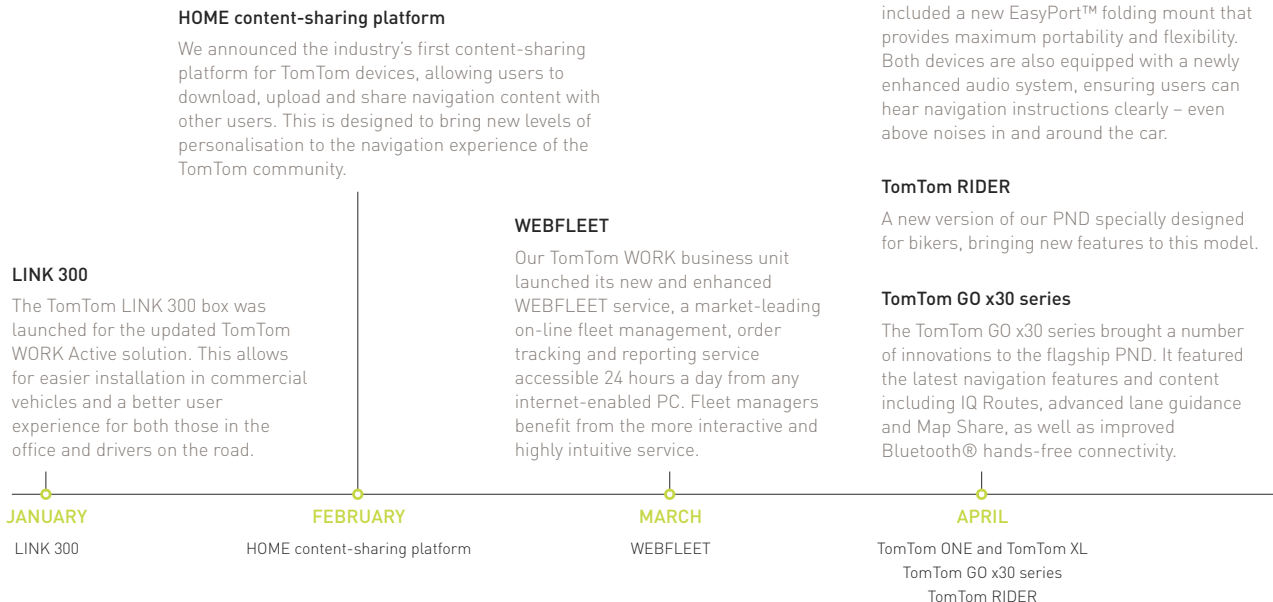 HOME content-sharing platform
We announced the industry's first content-sharing
platform for TomTom devices, allowing users to
download, upload and share navigation content with
other users. This is designed to bring new levels of
personalisation to the navigation experience of the
TomTom community.
included a new EasyPort™ folding mount that
provides maximum portability and flexibility.
Both devices are also equipped with a newly
enhanced audio system, ensuring users can
hear navigation instructions clearly – even
above noises in and around the car.
TomTom RIDER
A new version of our PND specially designed
for bikers, bringing new features to this model.
WEBFLEET
Our TomTom WORK business unit
launched its new and enhanced
WEBFLEET service, a market-leading
on-line fleet management, order
tracking and reporting service
accessible 24 hours a day from any
internet-enabled PC. Fleet managers
benefit from the more interactive and
highly intuitive service.
LINK 300
The TomTom LINK 300 box was
launched for the updated TomTom
WORK Active solution. This allows
for easier installation in commercial
vehicles and a better user
experience for both those in the
office and drivers on the road.
TomTom GO x30 series
The TomTom GO x30 series brought a number
of innovations to the flagship PND. It featured
the latest navigation features and content
including IQ Routes, advanced lane guidance
and Map Share, as well as improved
Bluetooth® hands-free connectivity.
JANUARY
LINK 300
FEBRUARY
HOME content-sharing platform
MARCH
WEBFLEET
APRIL
TomTom ONE and TomTom XL
TomTom GO x30 series
TomTom RIDER